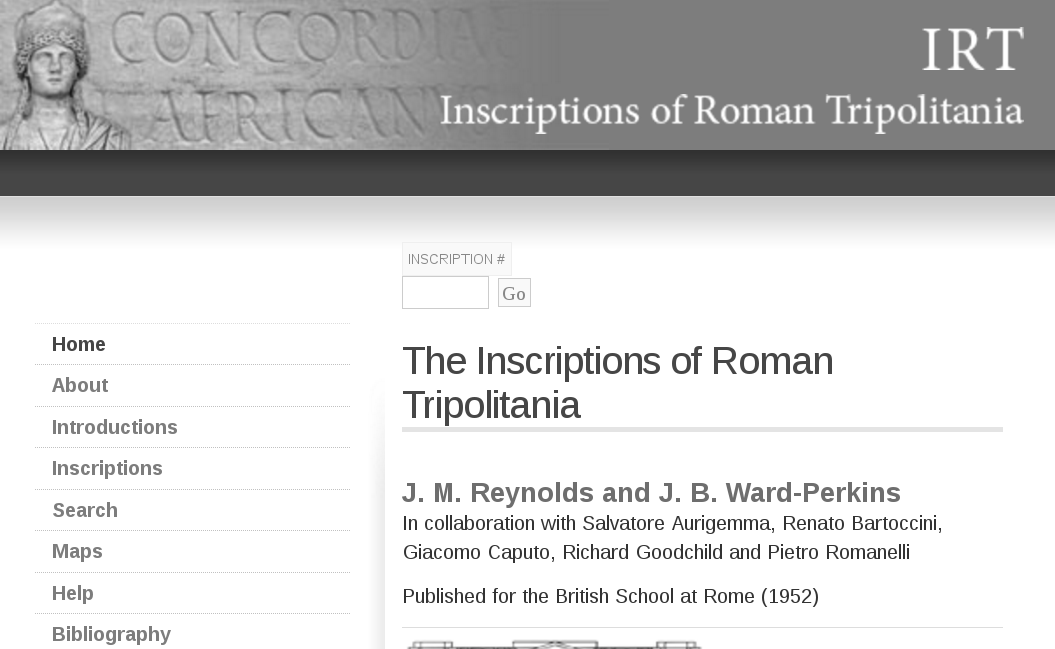 CONCORDIAE
AFRICANUS
IRT
Inscriptions of Roman Tripolitania
INSCRIPTION #
Go
Home
About
Introductions
Inscriptions
Search
Maps
Help
Bibliography
The Inscriptions of Roman
Tripolitania
J. M. Reynolds and J. B. Ward-Perkins
In collaboration with Salvatore Aurigemma, Renato Bartoccini,
Giacomo Caputo, Richard Goodchild and Pietro Romanelli
Published for the British School at Rome (1952)